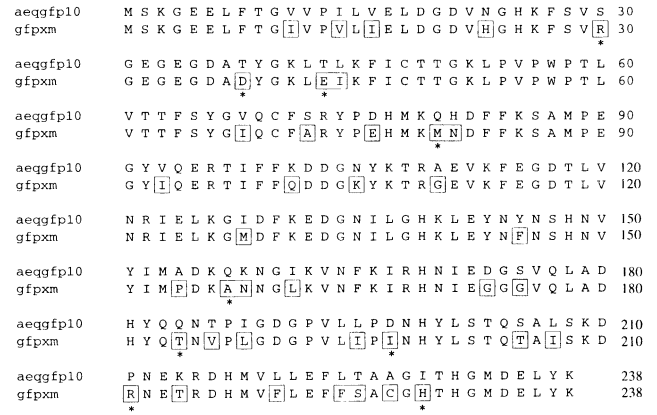 aeqgfp10 M S K G E E L F T G V V P I L V E L D G D V N G H K F S V S 30
gfpxm M S K G E E L F T G I V P V L I E L D G D V H G H K F S V R 30
*
aeqgfp10 G E G E G D A T Y G K L T L K F I C T T G K L P V P W P T L 60
gfpxm G E G E G D A D Y G K L E I K F I C T T G K L P V P W P T L 60
* *
aeqgfp10 V T T F S Y G V Q C F S R Y P D H M K Q H D F F K S A M P E 90
gfpxm V T T F S Y G I Q C F A R Y P E H M K M N D F F K S A M P E 90
*
aeqgfp10 G Y V Q E R T I F F K D D G N Y K T R A E V K F E G D T L V 120
gfpxm G Y I Q E R T I F F Q D D G K Y K T R G E V K F E G D T L V 120
aeqgfp10 N R I E L K G I D F K E D G N I L G H K L E Y N Y N S H N V 150
gfpxm N R I E L K G M D F K E D G N I L G H K L E Y N F N S H N V 150
aeqgfp10 Y I M A D K Q K N G I K V N F K I R H N I E D G S V Q L A D 180
gfpxm Y I M P D K A N N G L K V N F K I R H N I E G G G V Q L A D 180
*
aeqgfp10 H Y Q Q N T P I G D G P V L L P D N H Y L S T Q S A L S K D 210
gfpxm H Y Q T N V P L G D G P V L I P I N H Y L S T Q T A I S K D 210
* *
aeqgfp10 P N E K R D H M V L L E F L T A A G I T H G M D E L Y K 238
gfpxm R N E T R D H M V F L E F F S A C G H T H G M D E L Y K 238
* *